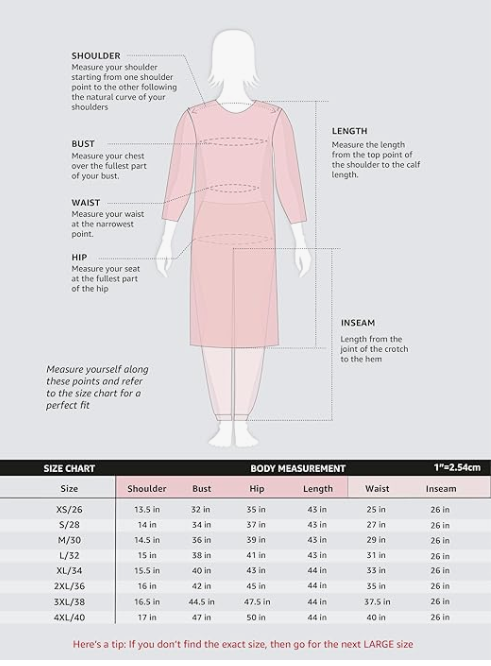 SHOULDER
Measure your shoulder
starting from one shoulder
point to the other following
the natural curve of your
shoulders
BUST
Measure your chest
over the fullest part
of your bust.
WAIST
Measure your waist
at the narrowest
point.
HIP
Measure your seat
at the fullest part
of the hip
LENGTH
Measure the length
from the top point of
the shoulder to the calf
length.
INSEAM
Length from the
joint of the crotch
to the hem
Measure yourself along
these points and refer
to the size chart for a
perfect fit
SIZE CHART BODY MEASUREMENT 1"=2.54cm
Size Shoulder Bust Hip Length Waist Inseam
XS/26 13.5 in 32 in 35 in 43 in 25 in 26 in
S/28 14 in 34 in 37 in 43 in 27 in 26 in
M/30 14.5 in 36 in 39 in 43 in 29 in 26 in
L/32 15 in 38 in 41 in 43 in 31 in 26 in
XL/34 15.5 in 40 in 43 in 44 in 33 in 26 in
2XL/36 16 in 42 in 45 in 44 in 35 in 26 in
3XL/38 16.5 in 44.5 in 47.5 in 44 in 37.5 in 26 in
4XL/40 17 in 47 in 50 in 44 in 40 in 26 in
Here's a tip: If you don't find the exact size, then go for the next LARGE size